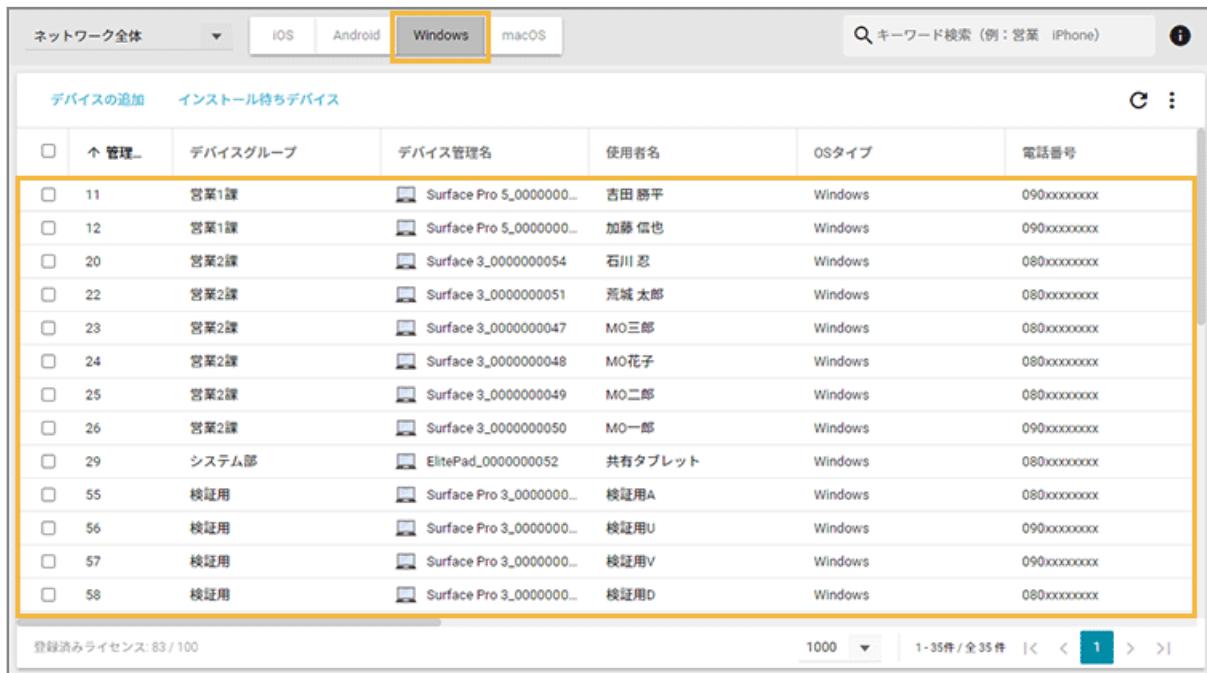 ネットワーク全体 iOS Android Windows macOS キーワード検索（例：営業 iPhone）
デバイスの追加 インストール待ちデバイス
↑ 管理... デバイスグループ デバイス管理名 使用者名 OSタイプ 電話番号
11 営業1課 Surface Pro 5_0000000... 吉田 勝平 Windows 090xxxxxxxx
12 営業1課 Surface Pro 5_0000000... 加藤 信也 Windows 090xxxxxxxx
20 営業2課 Surface 3_0000000054 石川 忍 Windows 080xxxxxxxx
22 営業2課 Surface 3_0000000051 荒城 太郎 Windows 080xxxxxxxx
23 営業2課 Surface 3_0000000047 MO三郎 Windows 080xxxxxxxx
24 営業2課 Surface 3_0000000048 MO花子 Windows 080xxxxxxxx
25 営業2課 Surface 3_0000000049 MO二郎 Windows 080xxxxxxxx
26 営業2課 Surface 3_0000000050 MO一郎 Windows 090xxxxxxxx
29 システム部 ElitePad_0000000052 共有タブレット Windows 080xxxxxxxx
55 検証用 Surface Pro 3_0000000... 検証用A Windows 080xxxxxxxx
56 検証用 Surface Pro 3_0000000... 検証用U Windows 090xxxxxxxx
57 検証用 Surface Pro 3_0000000... 検証用V Windows 090xxxxxxxx
58 検証用 Surface Pro 3_0000000... 検証用D Windows 080xxxxxxxx
登録済みライセンス: 83 / 100 1000 1 - 35件 / 全 35 件 |< < 1 > >|